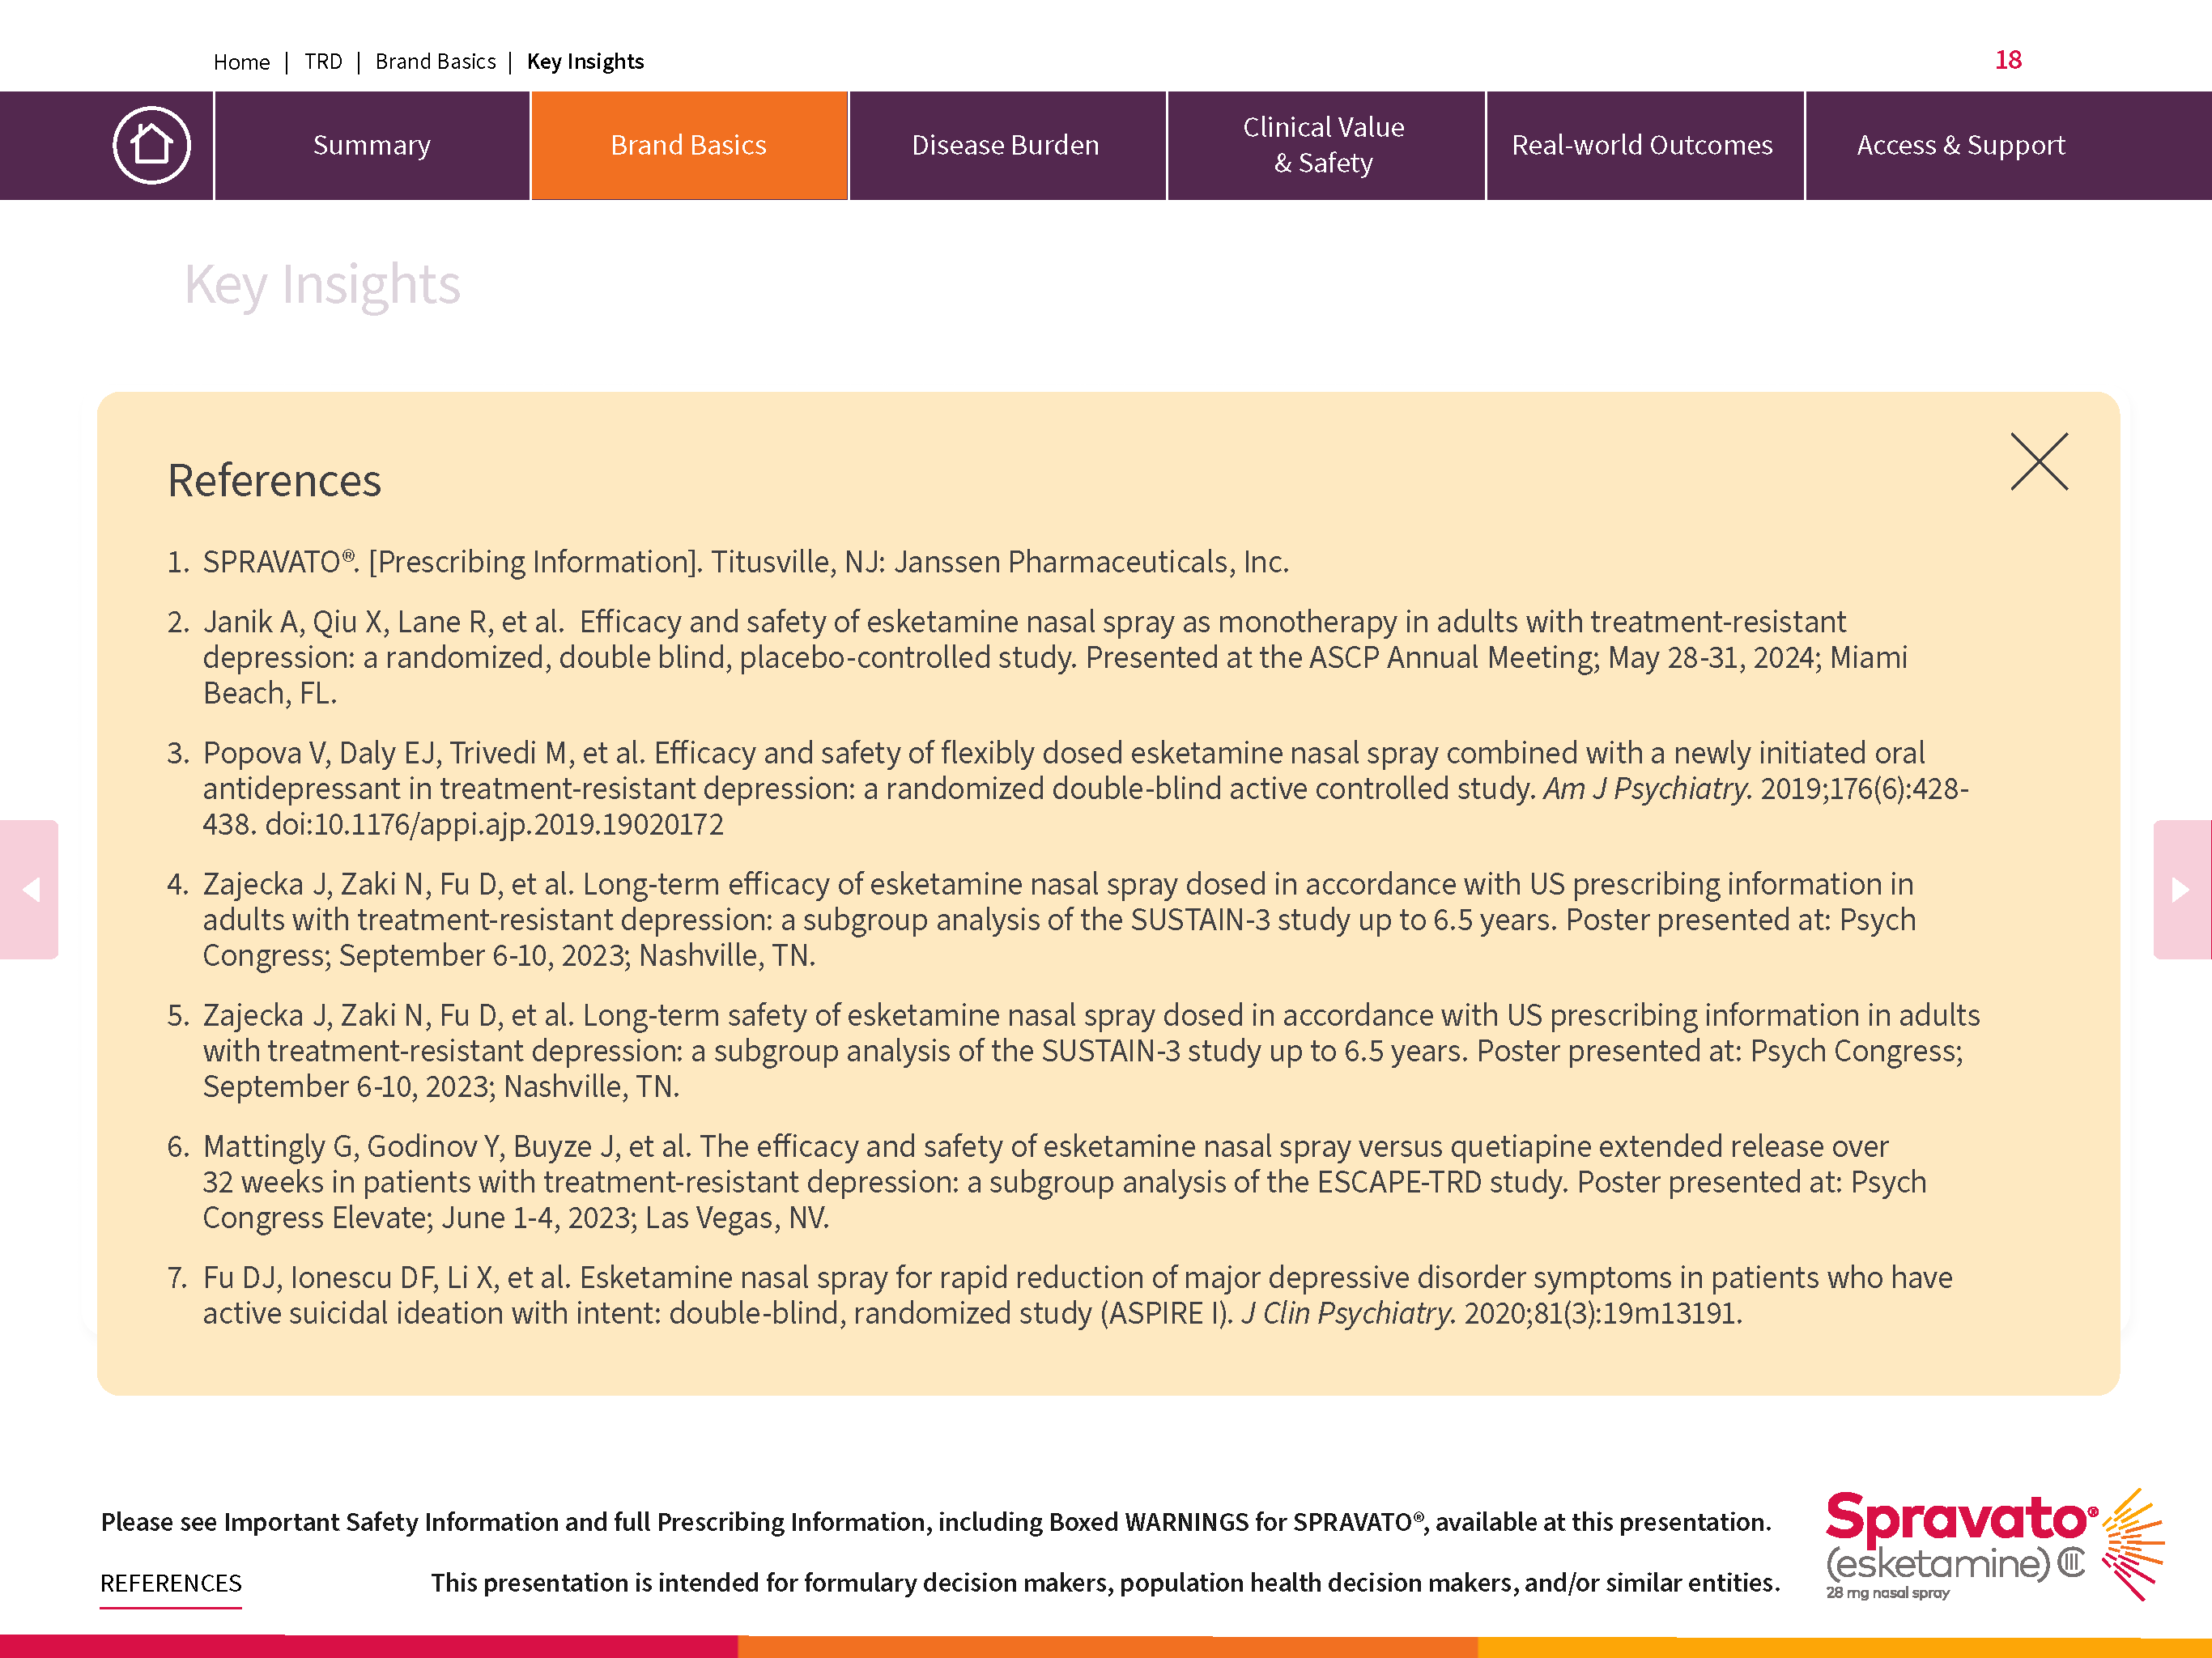 Home | TRD | Brand Basics | Key Insights
18
Summary
Brand Basics
Disease Burden
Clinical Value
& Safety
Real-world Outcomes
Access & Support
Key Insights
References
1. SPRAVATO®. [Prescribing Information]. Titusville, NJ: Janssen Pharmaceuticals, Inc.
2. Janik A, Qiu X, Lane R, et al. Efficacy and safety of esketamine nasal spray as monotherapy in adults with treatment-resistant
depression: a randomized, double blind, placebo-controlled study. Presented at the ASCP Annual Meeting; May 28-31, 2024; Miami
Beach, FL.
3. Popova V, Daly EJ, Trivedi M, et al. Efficacy and safety of flexibly dosed esketamine nasal spray combined with a newly initiated oral
antidepressant in treatment-resistant depression: a randomized double-blind active controlled study. Am J Psychiatry. 2019;176(6):428-
438. doi:10.1176/appi.ajp.2019.19020172
4. Zajecka J, Zaki N, Fu D, et al. Long-term efficacy of esketamine nasal spray dosed in accordance with US prescribing information in
adults with treatment-resistant depression: a subgroup analysis of the SUSTAIN-3 study up to 6.5 years. Poster presented at: Psych
Congress; September 6-10, 2023; Nashville, TN.
5. Zajecka J, Zaki N, Fu D, et al. Long-term safety of esketamine nasal spray dosed in accordance with US prescribing information in adults
with treatment-resistant depression: a subgroup analysis of the SUSTAIN-3 study up to 6.5 years. Poster presented at: Psych Congress;
September 6-10, 2023; Nashville, TN.
6. Mattingly G, Godinov Y, Buyze J, et al. The efficacy and safety of esketamine nasal spray versus quetiapine extended release over
32 weeks in patients with treatment-resistant depression: a subgroup analysis of the ESCAPE-TRD study. Poster presented at: Psych
Congress Elevate; June 1-4, 2023; Las Vegas, NV.
7. Fu DJ, Ionescu DF, Li X, et al. Esketamine nasal spray for rapid reduction of major depressive disorder symptoms in patients who have
active suicidal ideation with intent: double-blind, randomized study (ASPIRE I). J Clin Psychiatry. 2020;81(3):19m13191.
Please see Important Safety Information and full Prescribing Information, including Boxed WARNINGS for SPRAVATO®, available at this presentation.
REFERENCES
This presentation is intended for formulary decision makers, population health decision makers, and/or similar entities.
Spravato®
(esketamine) CIII
28 mg nasal spray